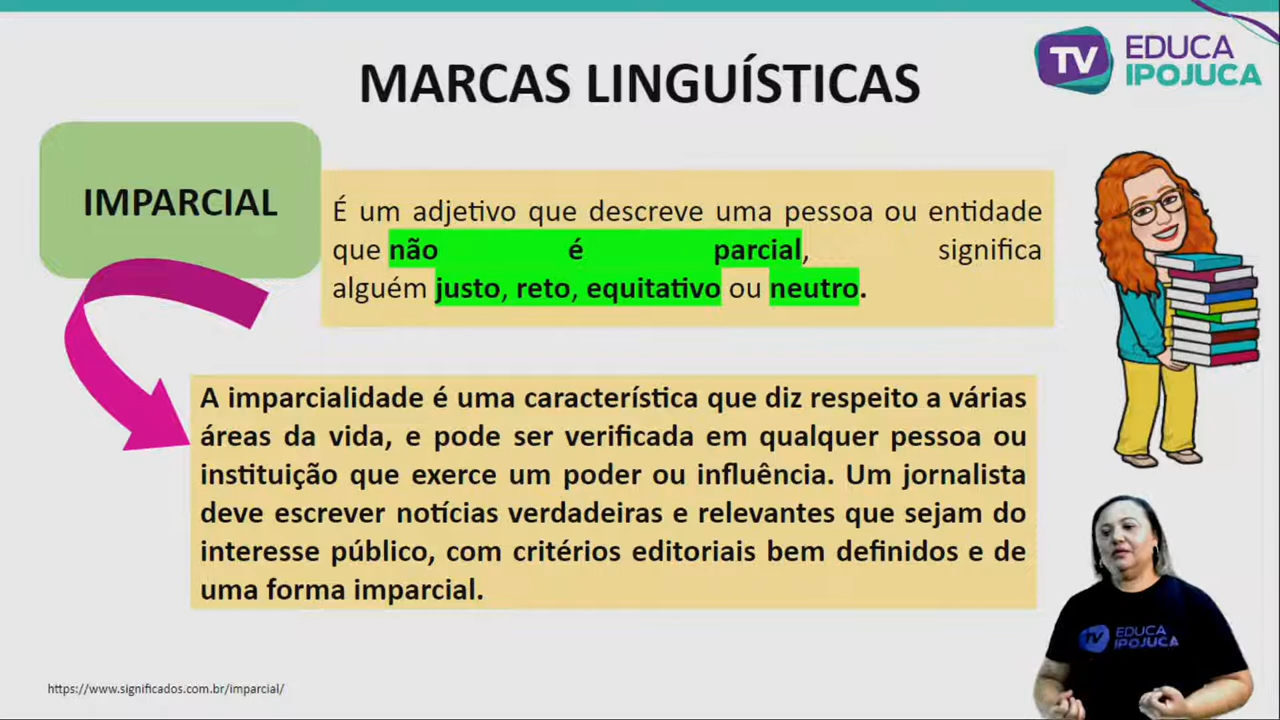 TV EDUCA
IPOJUCA
MARCAS LINGUÍSTICAS
IMPARCIAL
É um adjetivo que descreve uma pessoa ou entidade
que não é parcial, significa
alguém justo, reto, equitativo ou neutro.
A imparcialidade é uma característica que diz respeito a várias
áreas da vida, e pode ser verificada em qualquer pessoa ou
instituição que exerce um poder ou influência. Um jornalista
deve escrever notícias verdadeiras e relevantes que sejam do
interesse público, com critérios editoriais bem definidos e de
uma forma imparcial.
TV EDUCA
IPOJUCA
https://www.significados.com.br/imparcial/